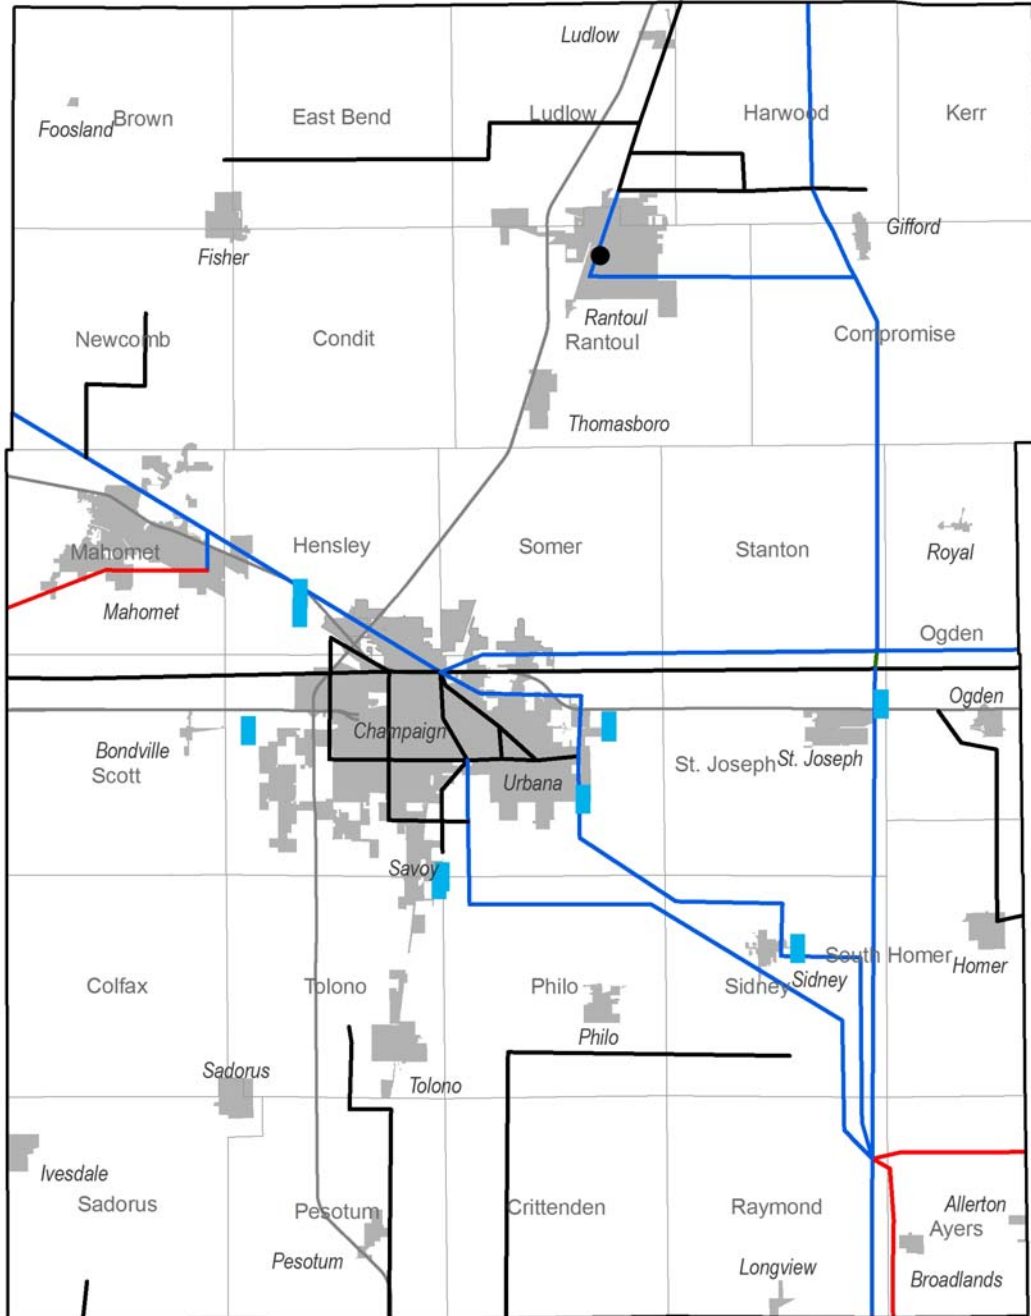 Ludlow
Foosland
Brown
East Bend
Ludlow
Harwood
Kerr
Fisher
Gifford
Rantoul
Newcomb
Condit
Rantoul
Compromise
Thomasboro
Mahomet
Hensley
Somer
Stanton
Royal
Mahomet
Ogden
Ogden
Bondville
Champaign
Scott
Urbana
St. Joseph
St. Joseph
Savoy
South Homer
Homer
Colfax
Tolono
Philo
Sidney
Sidney
Philo
Sadorus
Tolono
Ivesdale
Sadorus
Pesotum
Crittenden
Raymond
Allerton
Ayers
Pesotum
Longview
Broadlands